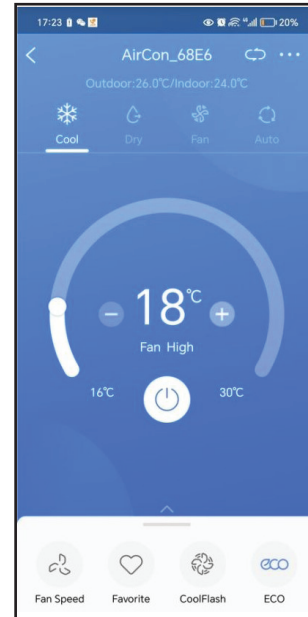 17:23 20%
AirCon_68E6
Outdoor:26.0℃/Indoor:24.0℃
Cool Dry Fan Auto
18℃
Fan High
16℃ 30℃
Fan Speed Favorite CoolFlash ECO